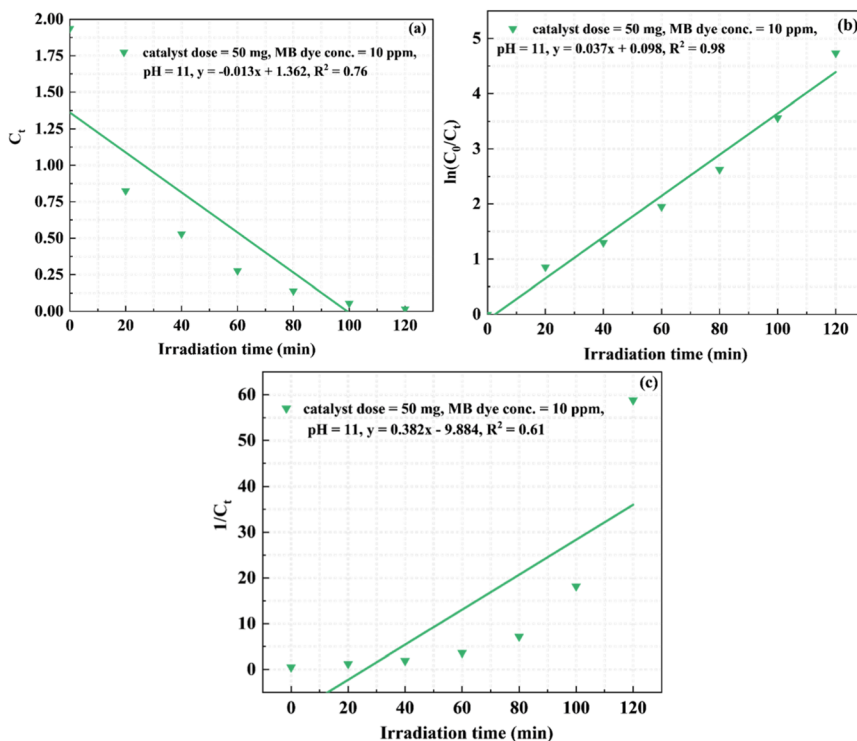 (a)
catalyst dose = 50 mg, MB dye conc. = 10 ppm,
pH = 11, y = -0.013x + 1.362, R² = 0.76
2.00
1.75
1.50
1.25
1.00
0.75
0.50
0.25
0.00
Cₜ
0 20 40 60 80 100 120
Irradiation time (min)
(b)
catalyst dose = 50 mg, MB dye conc. = 10 ppm,
pH = 11, y = 0.037x + 0.098, R² = 0.98
5
4
3
2
1
0
ln(C₀/Cₜ)
0 20 40 60 80 100 120
Irradiation time (min)
(c)
catalyst dose = 50 mg, MB dye conc. = 10 ppm,
pH = 11, y = 0.382x - 9.884, R² = 0.61
60
50
40
30
20
10
0
1/Cₜ
0 20 40 60 80 100 120
Irradiation time (min)